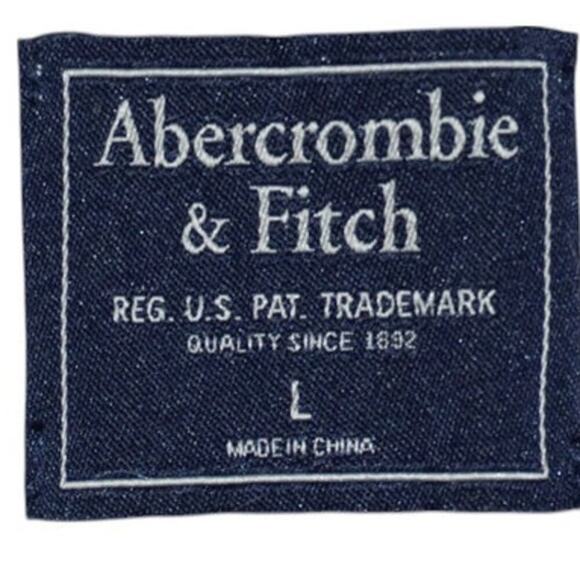 Abercrombie
& Fitch
REG. U.S. PAT. TRADEMARK
QUALITY SINCE 1892
L
MADE IN CHINA